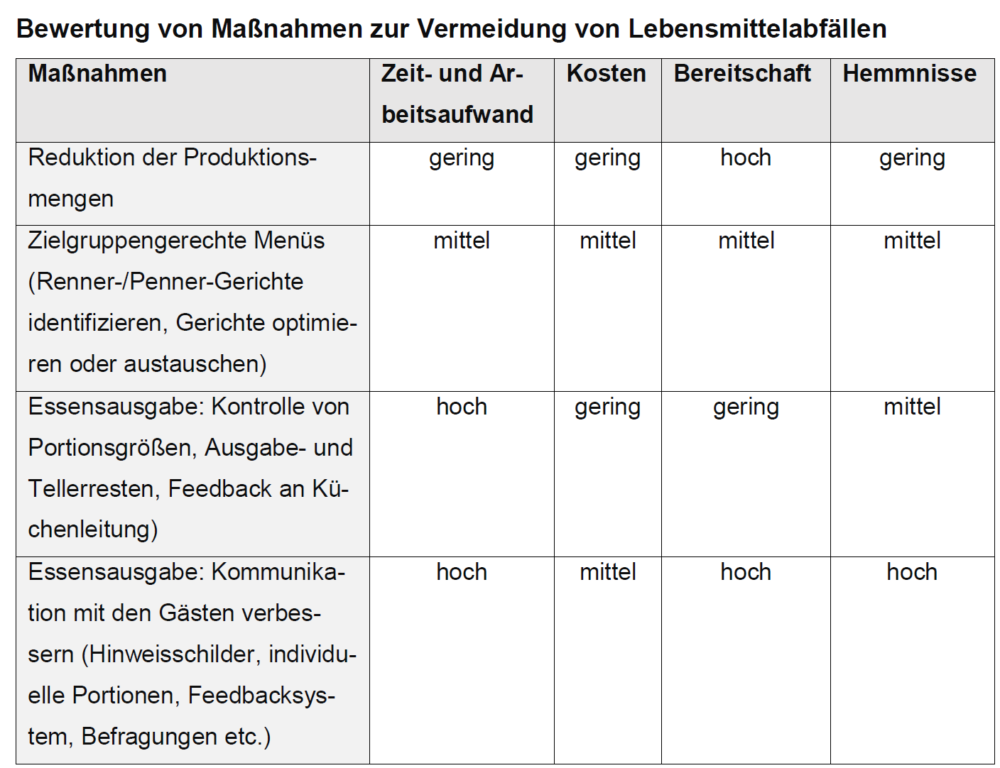 Bewertung von Maßnahmen zur Vermeidung von Lebensmittelabfällen
Maßnahmen
Zeit- und Ar-
beitsaufwand
Kosten
Bereitschaft
Hemmnisse
Reduktion der Produktions-
mengen
gering
gering
hoch
gering
Zielgruppengerechte Menüs
(Renner-/Penner-Gerichte
identifizieren, Gerichte optimie-
ren oder austauschen)
mittel
mittel
mittel
mittel
Essensausgabe: Kontrolle von
Portionsgrößen, Ausgabe- und
Tellerresten, Feedback an Kü-
chenleitung)
hoch
gering
gering
mittel
Essensausgabe: Kommunika-
tion mit den Gästen verbes-
sern (Hinweisschilder, individu-
elle Portionen, Feedbacksys-
tem, Befragungen etc.)
hoch
mittel
hoch
hoch